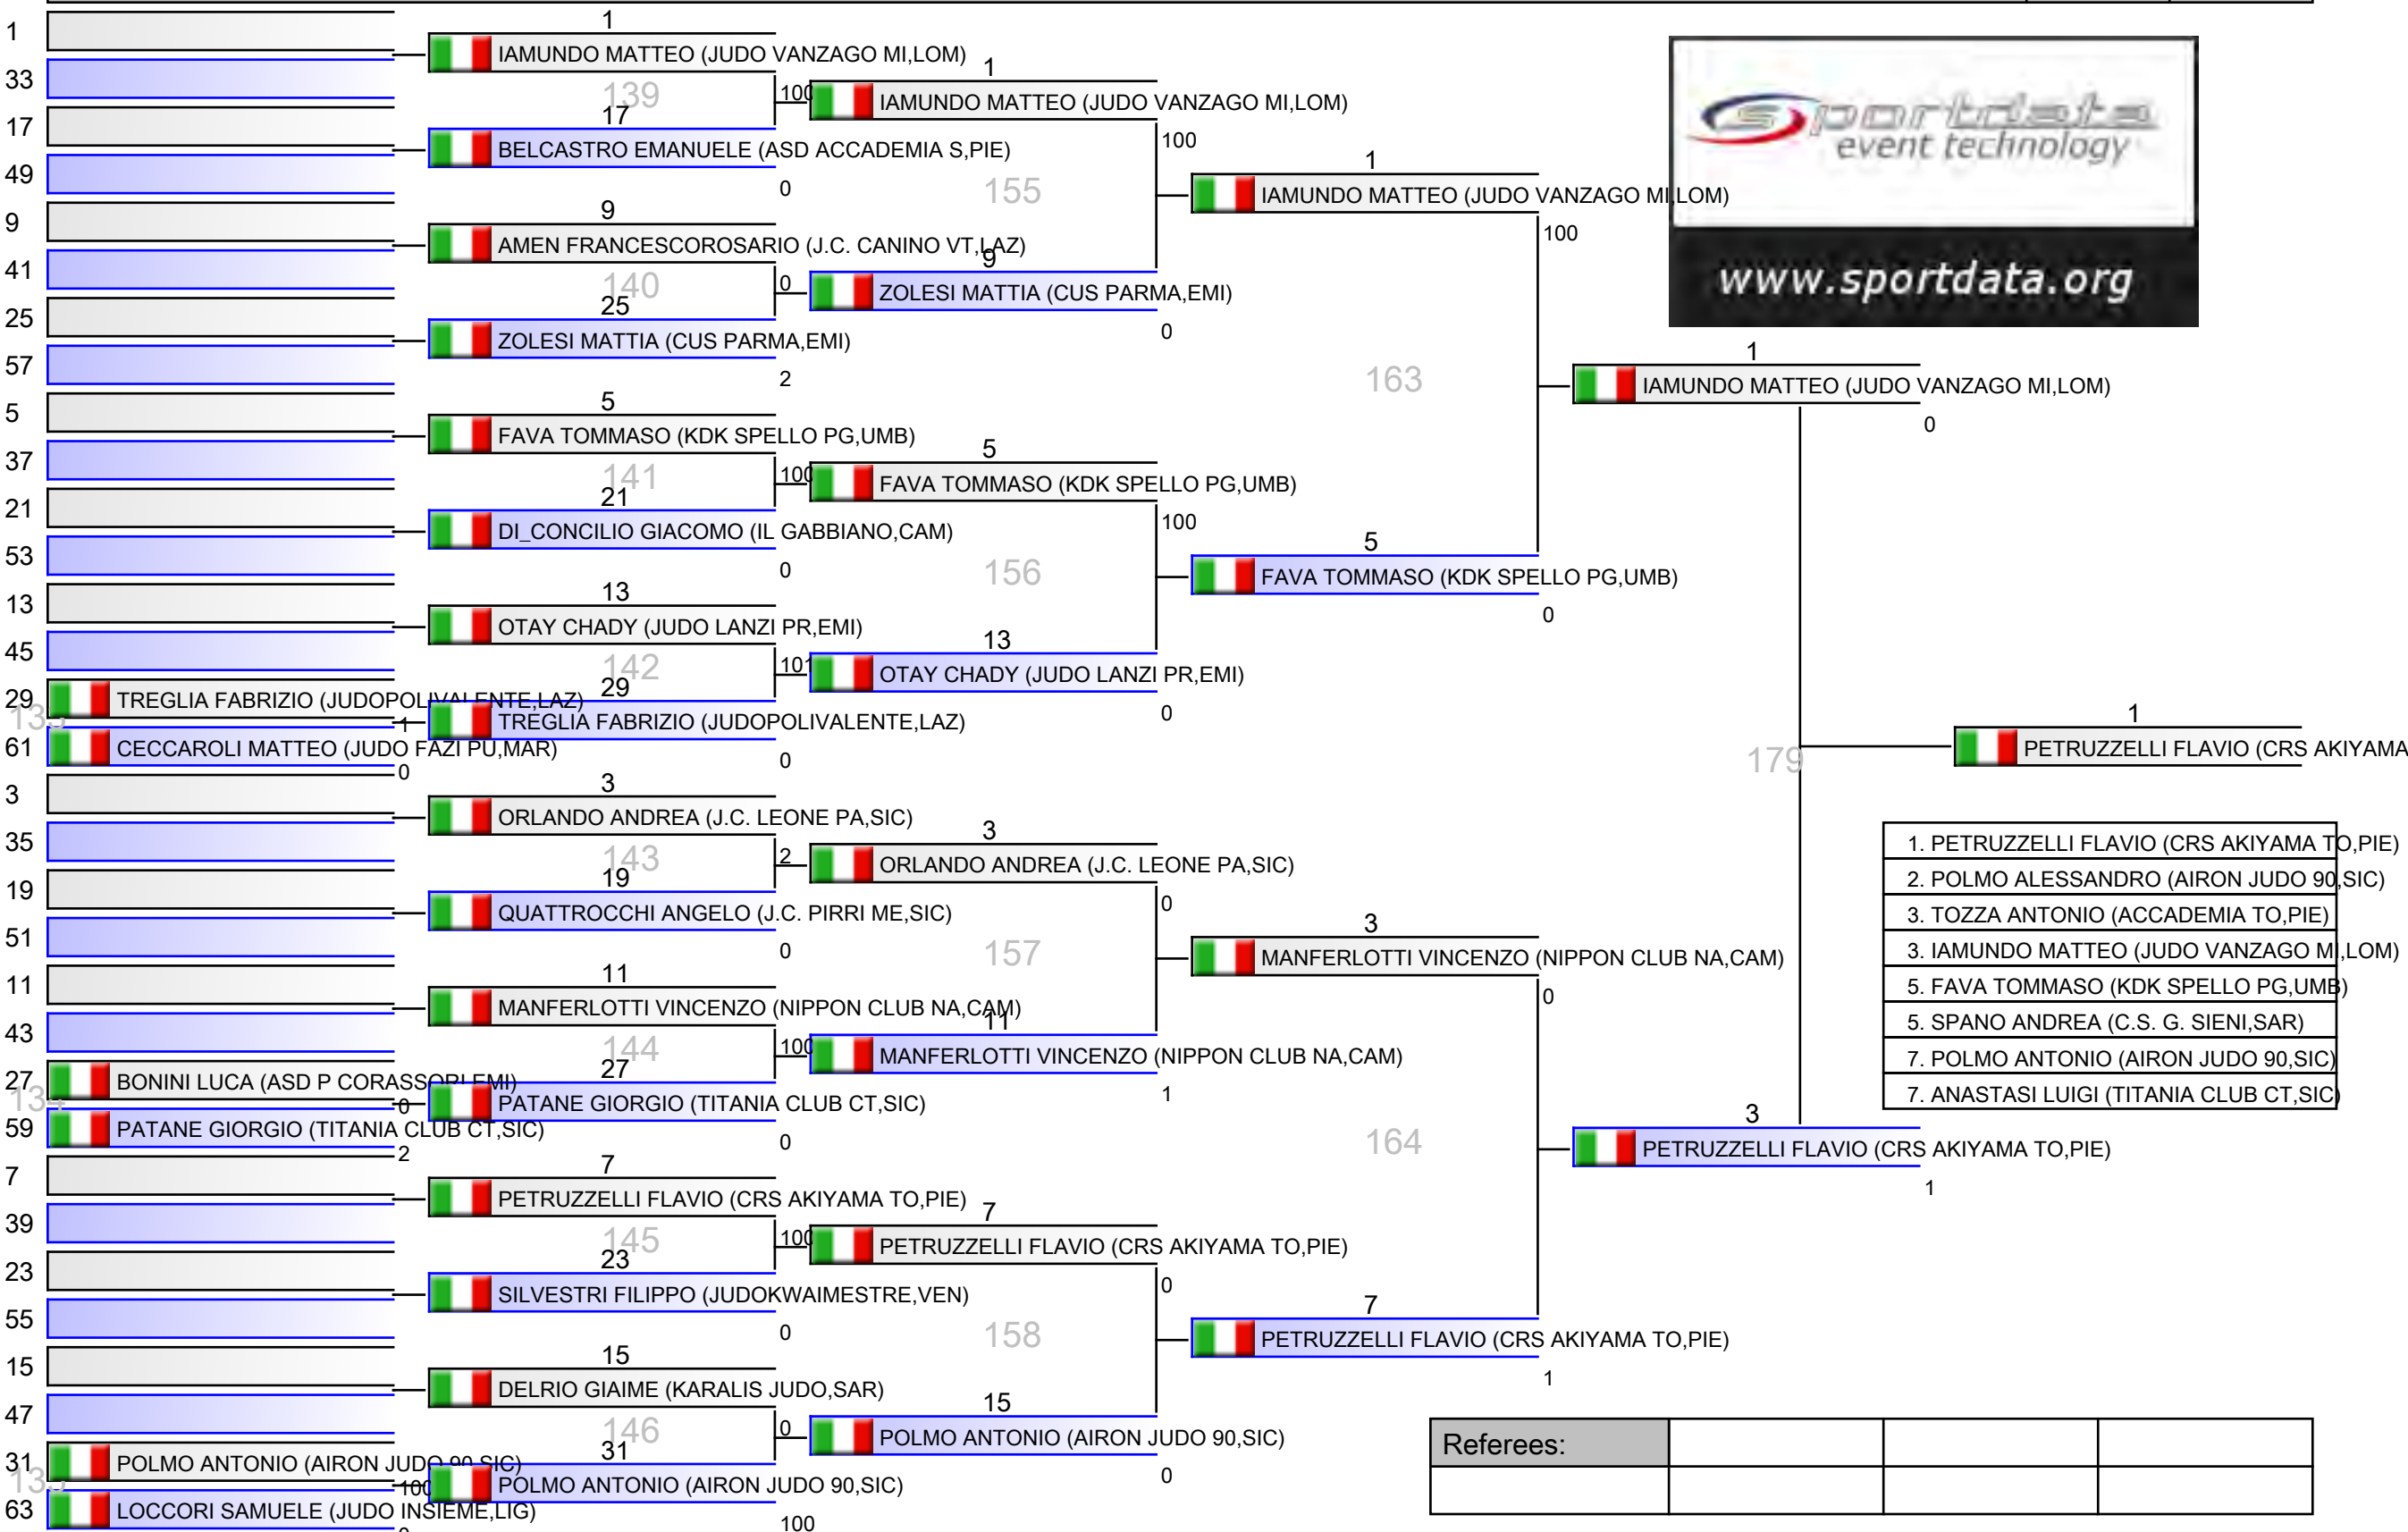 1
33
17
49
9
41
25
57
5
37
21
53
13
45
29 TREGLIA FABRIZIO (JUDOPOLIVALENTE,LAZ)
1
61 CECCAROLI MATTEO (JUDO FAZI PU,MAR)
0
3
35
19
51
11
43
27 BONINI LUCA (ASD P CORASSORI,EMI)
134
0
59 PATANE GIORGIO (TITANIA CLUB CT,SIC)
2
7
39
23
55
15
47
31 POLMO ANTONIO (AIRON JUDO 90,SIC)
100
63 LOCCORI SAMUELE (JUDO INSIEME,LIG)
1
IAMUNDO MATTEO (JUDO VANZAGO MI,LOM)
139
100
17
BELCASTRO EMANUELE (ASD ACCADEMIA S,PIE)
0
9
AMEN FRANCESCOROSARIO (J.C. CANINO VT,LAZ)
140
0
25
ZOLESI MATTIA (CUS PARMA,EMI)
2
5
FAVA TOMMASO (KDK SPELLO PG,UMB)
141
100
21
DI_CONCILIO GIACOMO (IL GABBIANO,CAM)
0
13
OTAY CHADY (JUDO LANZI PR,EMI)
142
101
29
TREGLIA FABRIZIO (JUDOPOLIVALENTE,LAZ)
0
3
ORLANDO ANDREA (J.C. LEONE PA,SIC)
143
2
19
QUATTROCCHI ANGELO (J.C. PIRRI ME,SIC)
0
11
MANFERLOTTI VINCENZO (NIPPON CLUB NA,CAM)
144
100
27
PATANE GIORGIO (TITANIA CLUB CT,SIC)
0
7
PETRUZZELLI FLAVIO (CRS AKIYAMA TO,PIE)
145
100
23
SILVESTRI FILIPPO (JUDOKWAIMESTRE,VEN)
0
15
DELRIO GIAIME (KARALIS JUDO,SAR)
146
0
31
POLMO ANTONIO (AIRON JUDO 90,SIC)
100
1
IAMUNDO MATTEO (JUDO VANZAGO MI,LOM)
100
155
9
ZOLESI MATTIA (CUS PARMA,EMI)
0
5
FAVA TOMMASO (KDK SPELLO PG,UMB)
100
156
13
OTAY CHADY (JUDO LANZI PR,EMI)
0
3
ORLANDO ANDREA (J.C. LEONE PA,SIC)
0
157
11
MANFERLOTTI VINCENZO (NIPPON CLUB NA,CAM)
1
7
PETRUZZELLI FLAVIO (CRS AKIYAMA TO,PIE)
0
158
15
POLMO ANTONIO (AIRON JUDO 90,SIC)
0
1
IAMUNDO MATTEO (JUDO VANZAGO MI,LOM)
100
163
5
FAVA TOMMASO (KDK SPELLO PG,UMB)
0
3
MANFERLOTTI VINCENZO (NIPPON CLUB NA,CAM)
0
164
7
PETRUZZELLI FLAVIO (CRS AKIYAMA TO,PIE)
1
sportdata
event technology
www.sportdata.org
1
IAMUNDO MATTEO (JUDO VANZAGO MI,LOM)
0
179
3
PETRUZZELLI FLAVIO (CRS AKIYAMA TO,PIE)
1
1
PETRUZZELLI FLAVIO (CRS AKIYAMA
1. PETRUZZELLI FLAVIO (CRS AKIYAMA TO,PIE)
2. POLMO ALESSANDRO (AIRON JUDO 90,SIC)
3. TOZZA ANTONIO (ACCADEMIA TO,PIE)
3. IAMUNDO MATTEO (JUDO VANZAGO MI,LOM)
5. FAVA TOMMASO (KDK SPELLO PG,UMB)
5. SPANO ANDREA (C.S. G. SIENI,SAR)
7. POLMO ANTONIO (AIRON JUDO 90,SIC)
7. ANASTASI LUIGI (TITANIA CLUB CT,SIC)
Referees: